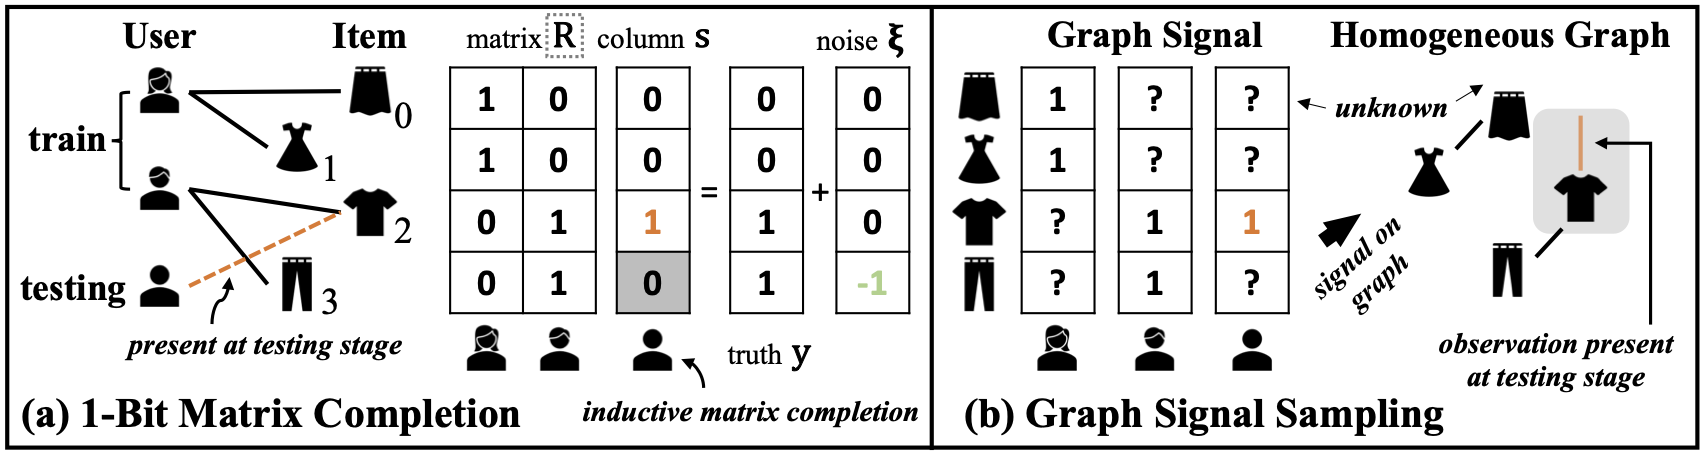 User Item
train
testing
0
1
2
3
present at testing stage
matrix R column s noise ξ
1 0 0 0 0
1 0 0 0 0
0 1 1 = 1 + 0
0 1 0 1 -1
truth y
inductive matrix completion
(a) 1-Bit Matrix Completion
Graph Signal Homogeneous Graph
1 ? ?
1 ? ?
? 1 1
? 1 ?
unknown
signal on
graph
observation present
at testing stage
(b) Graph Signal Sampling